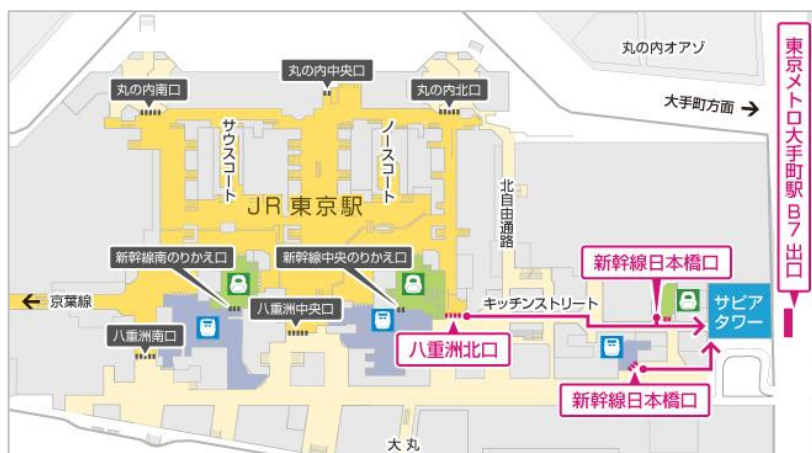 丸の内オアゾ
丸の内中央口
丸の内南口
丸の内北口
大手町方面
東京メトロ大手町駅 B7 出口
サウスコート
ノースコート
北自由通路
JR 東京駅
新幹線南のりかえ口
新幹線中央のりかえ口
新幹線日本橋口
京葉線
八重洲中央口
キッチンストリート
サピア
タワー
八重洲南口
八重洲北口
新幹線日本橋口
大丸